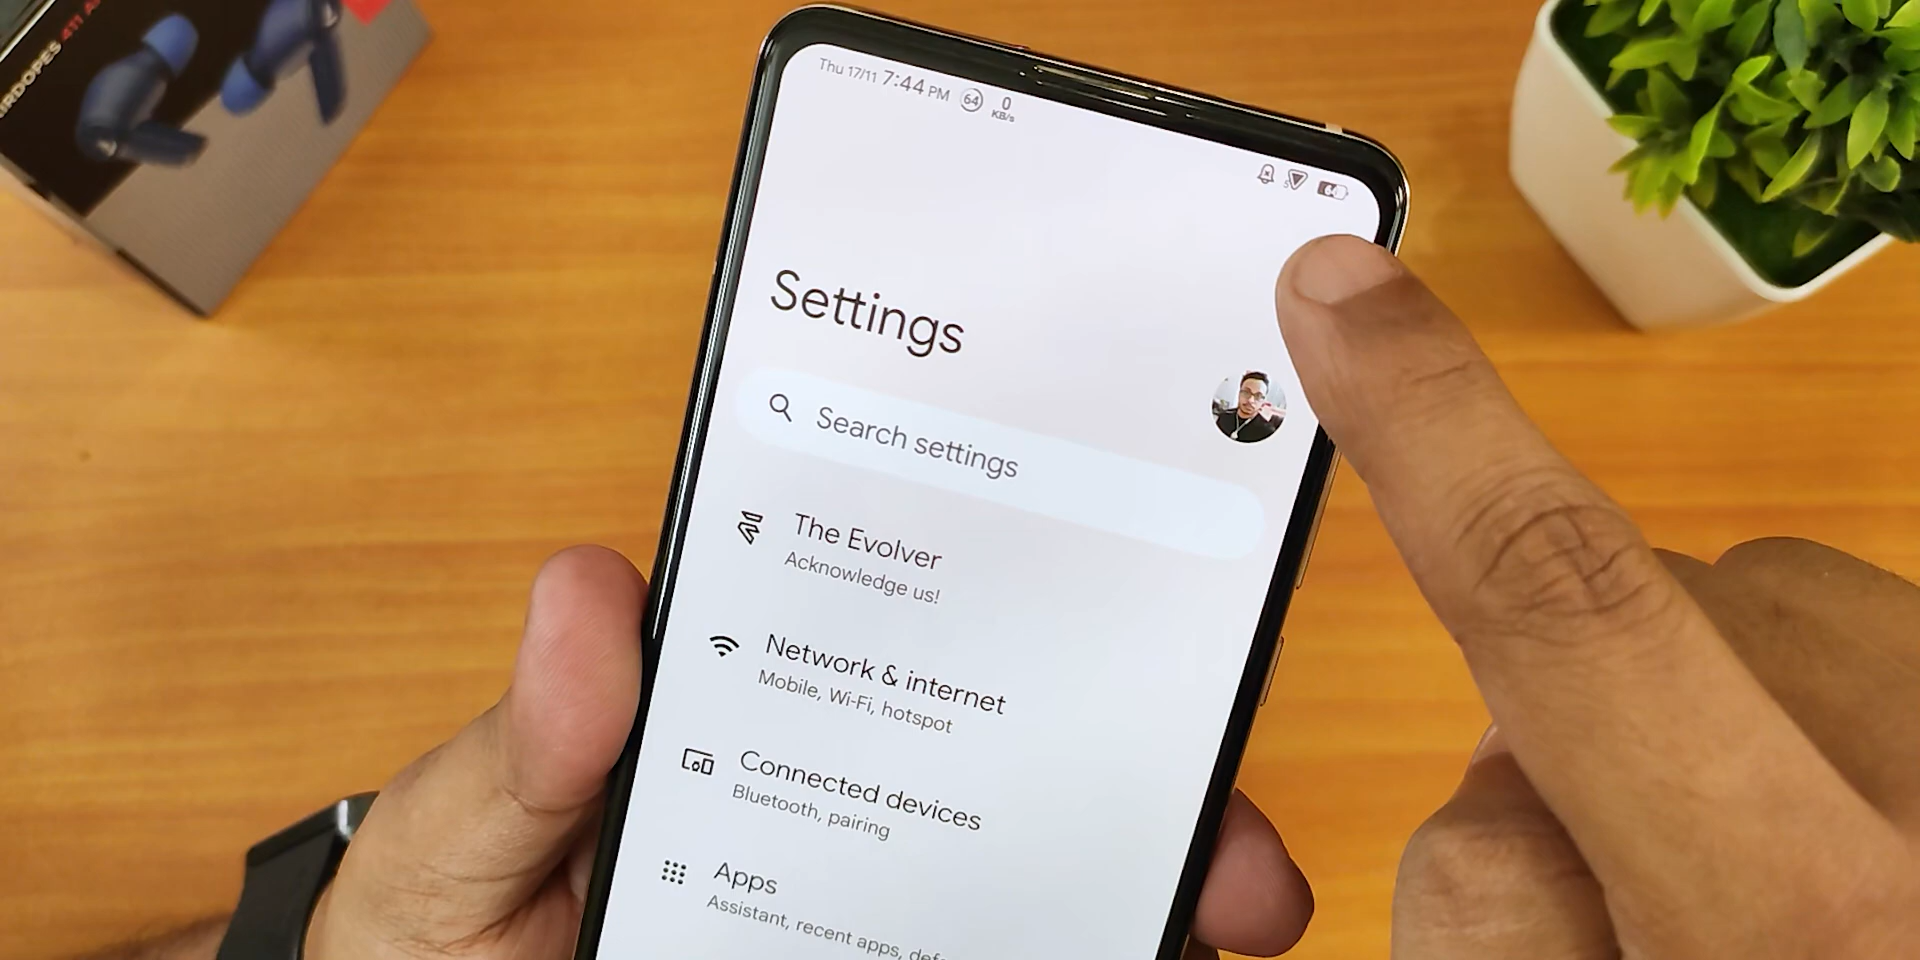 Thu 17/11 7:44 PM 64 0
KB/s
64
Settings
Search settings
The Evolver
Acknowledge us!
Network & internet
Mobile, Wi-Fi, hotspot
Connected devices
Bluetooth, pairing
Apps
Assistant, recent apps,